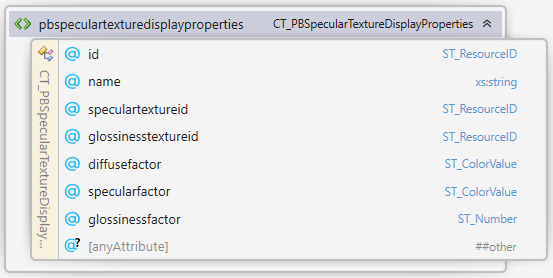 pbspeculartexturedisplayproperties CT_PBSpecularTextureDisplayProperties
CT_PBSpecularTextureDisplay...
@ id ST_ResourceID
@ name xs:string
@ speculartextureid ST_ResourceID
@ glossinesstextureid ST_ResourceID
@ diffusefactor ST_ColorValue
@ specularfactor ST_ColorValue
@ glossinessfactor ST_Number
@? [anyAttribute] ##other